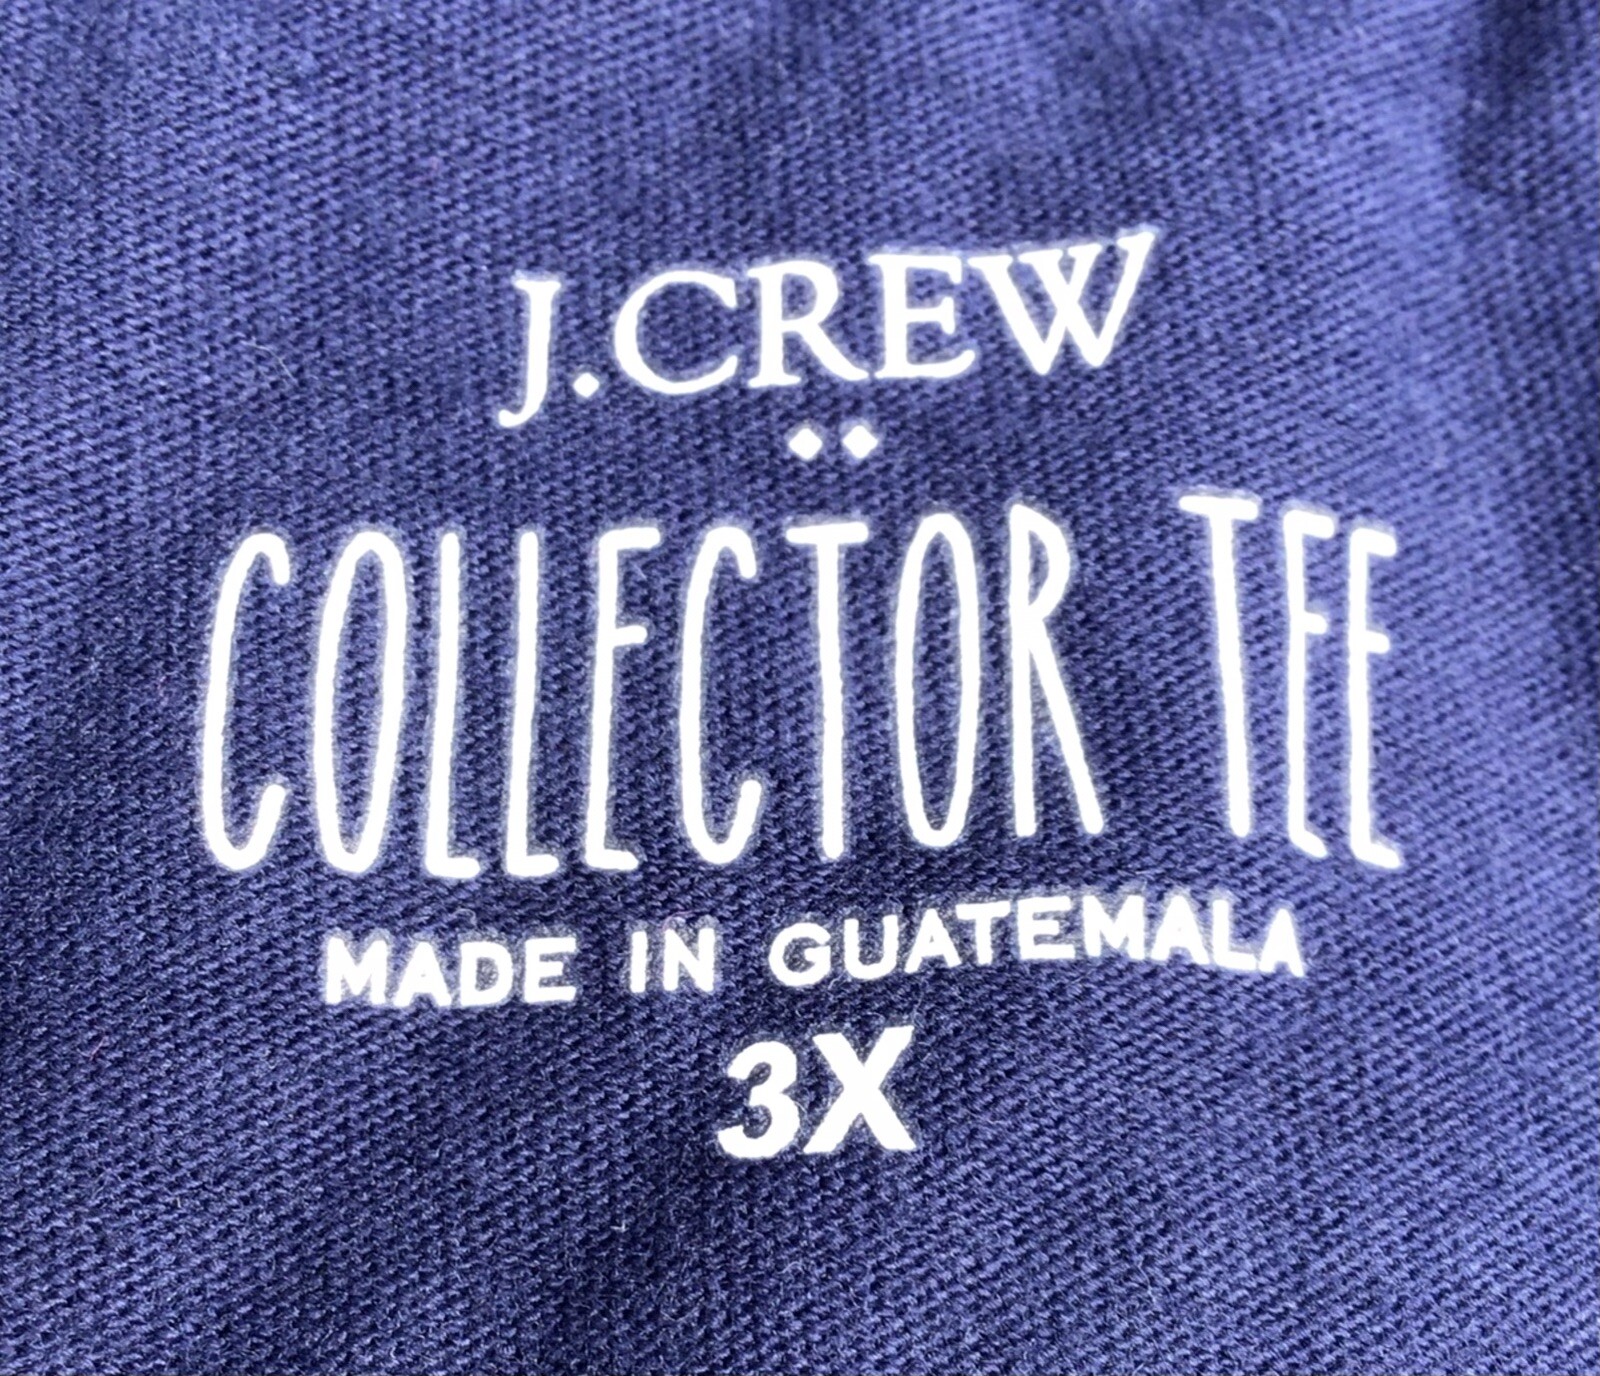 J.CREW
COLLECTOR TEE
MADE IN GUATEMALA
3X